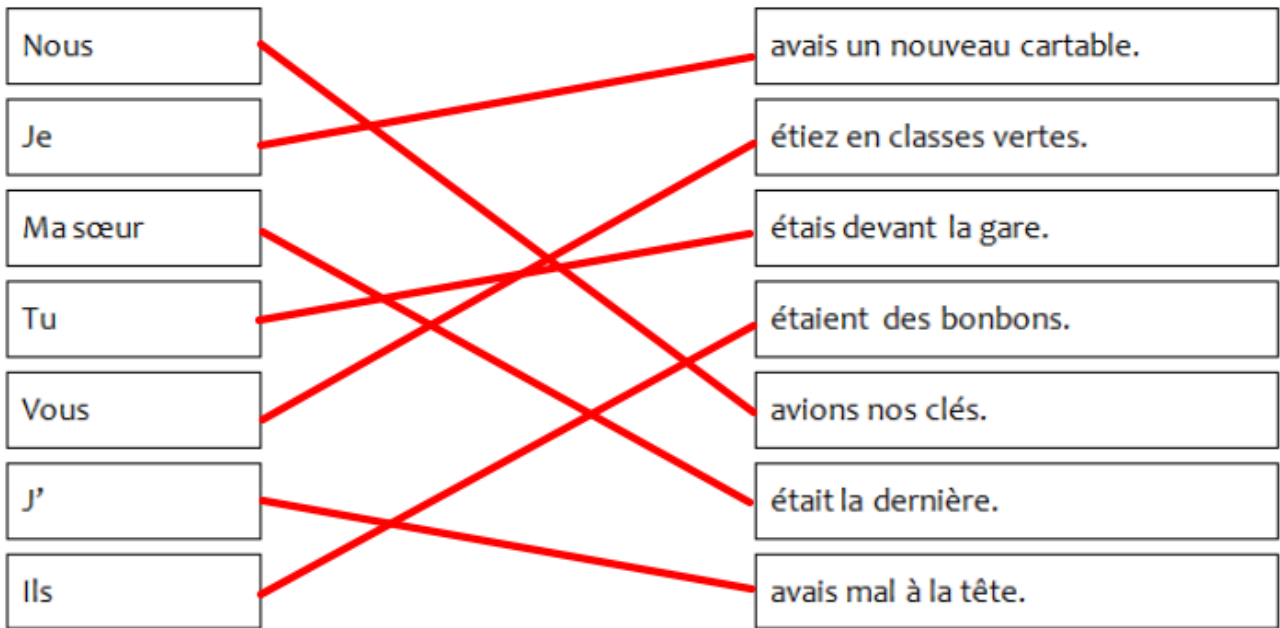 Nous
avais un nouveau cartable.
Je
étiez en classes vertes.
Ma sœur
étais devant la gare.
Tu
étaient des bonbons.
Vous
avions nos clés.
J’
était la dernière.
Ils
avais mal à la tête.